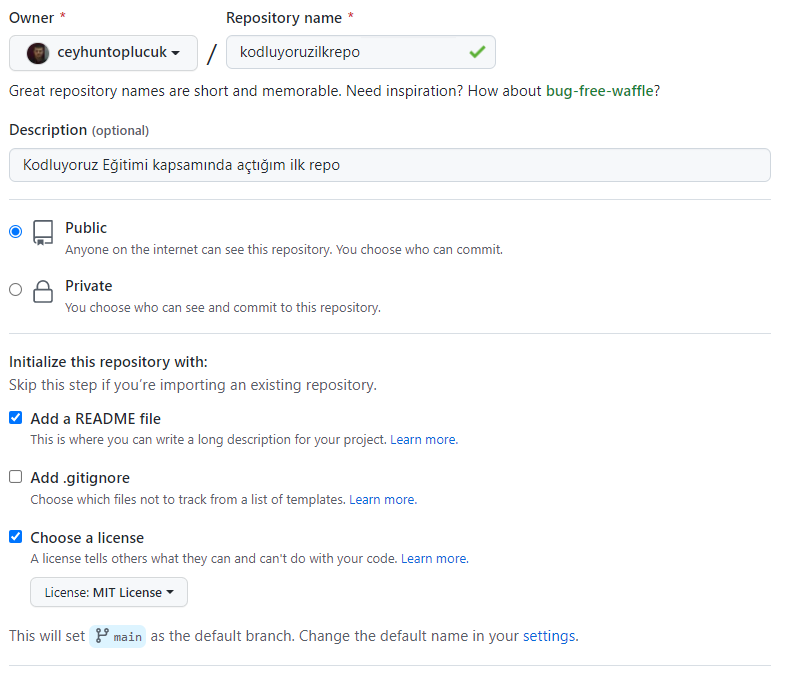 Owner * Repository name *
ceyhuntoplucuk / kodluyoruzilkrepo
Great repository names are short and memorable. Need inspiration? How about bug-free-waffle?
Description (optional)
Kodluyoruz Eğitimi kapsamında açtığım ilk repo
Public
Anyone on the internet can see this repository. You choose who can commit.
Private
You choose who can see and commit to this repository.
Initialize this repository with:
Skip this step if you’re importing an existing repository.
Add a README file
This is where you can write a long description for your project. Learn more.
Add .gitignore
Choose which files not to track from a list of templates. Learn more.
Choose a license
A license tells others what they can and can't do with your code. Learn more.
License: MIT License
This will set main as the default branch. Change the default name in your settings.